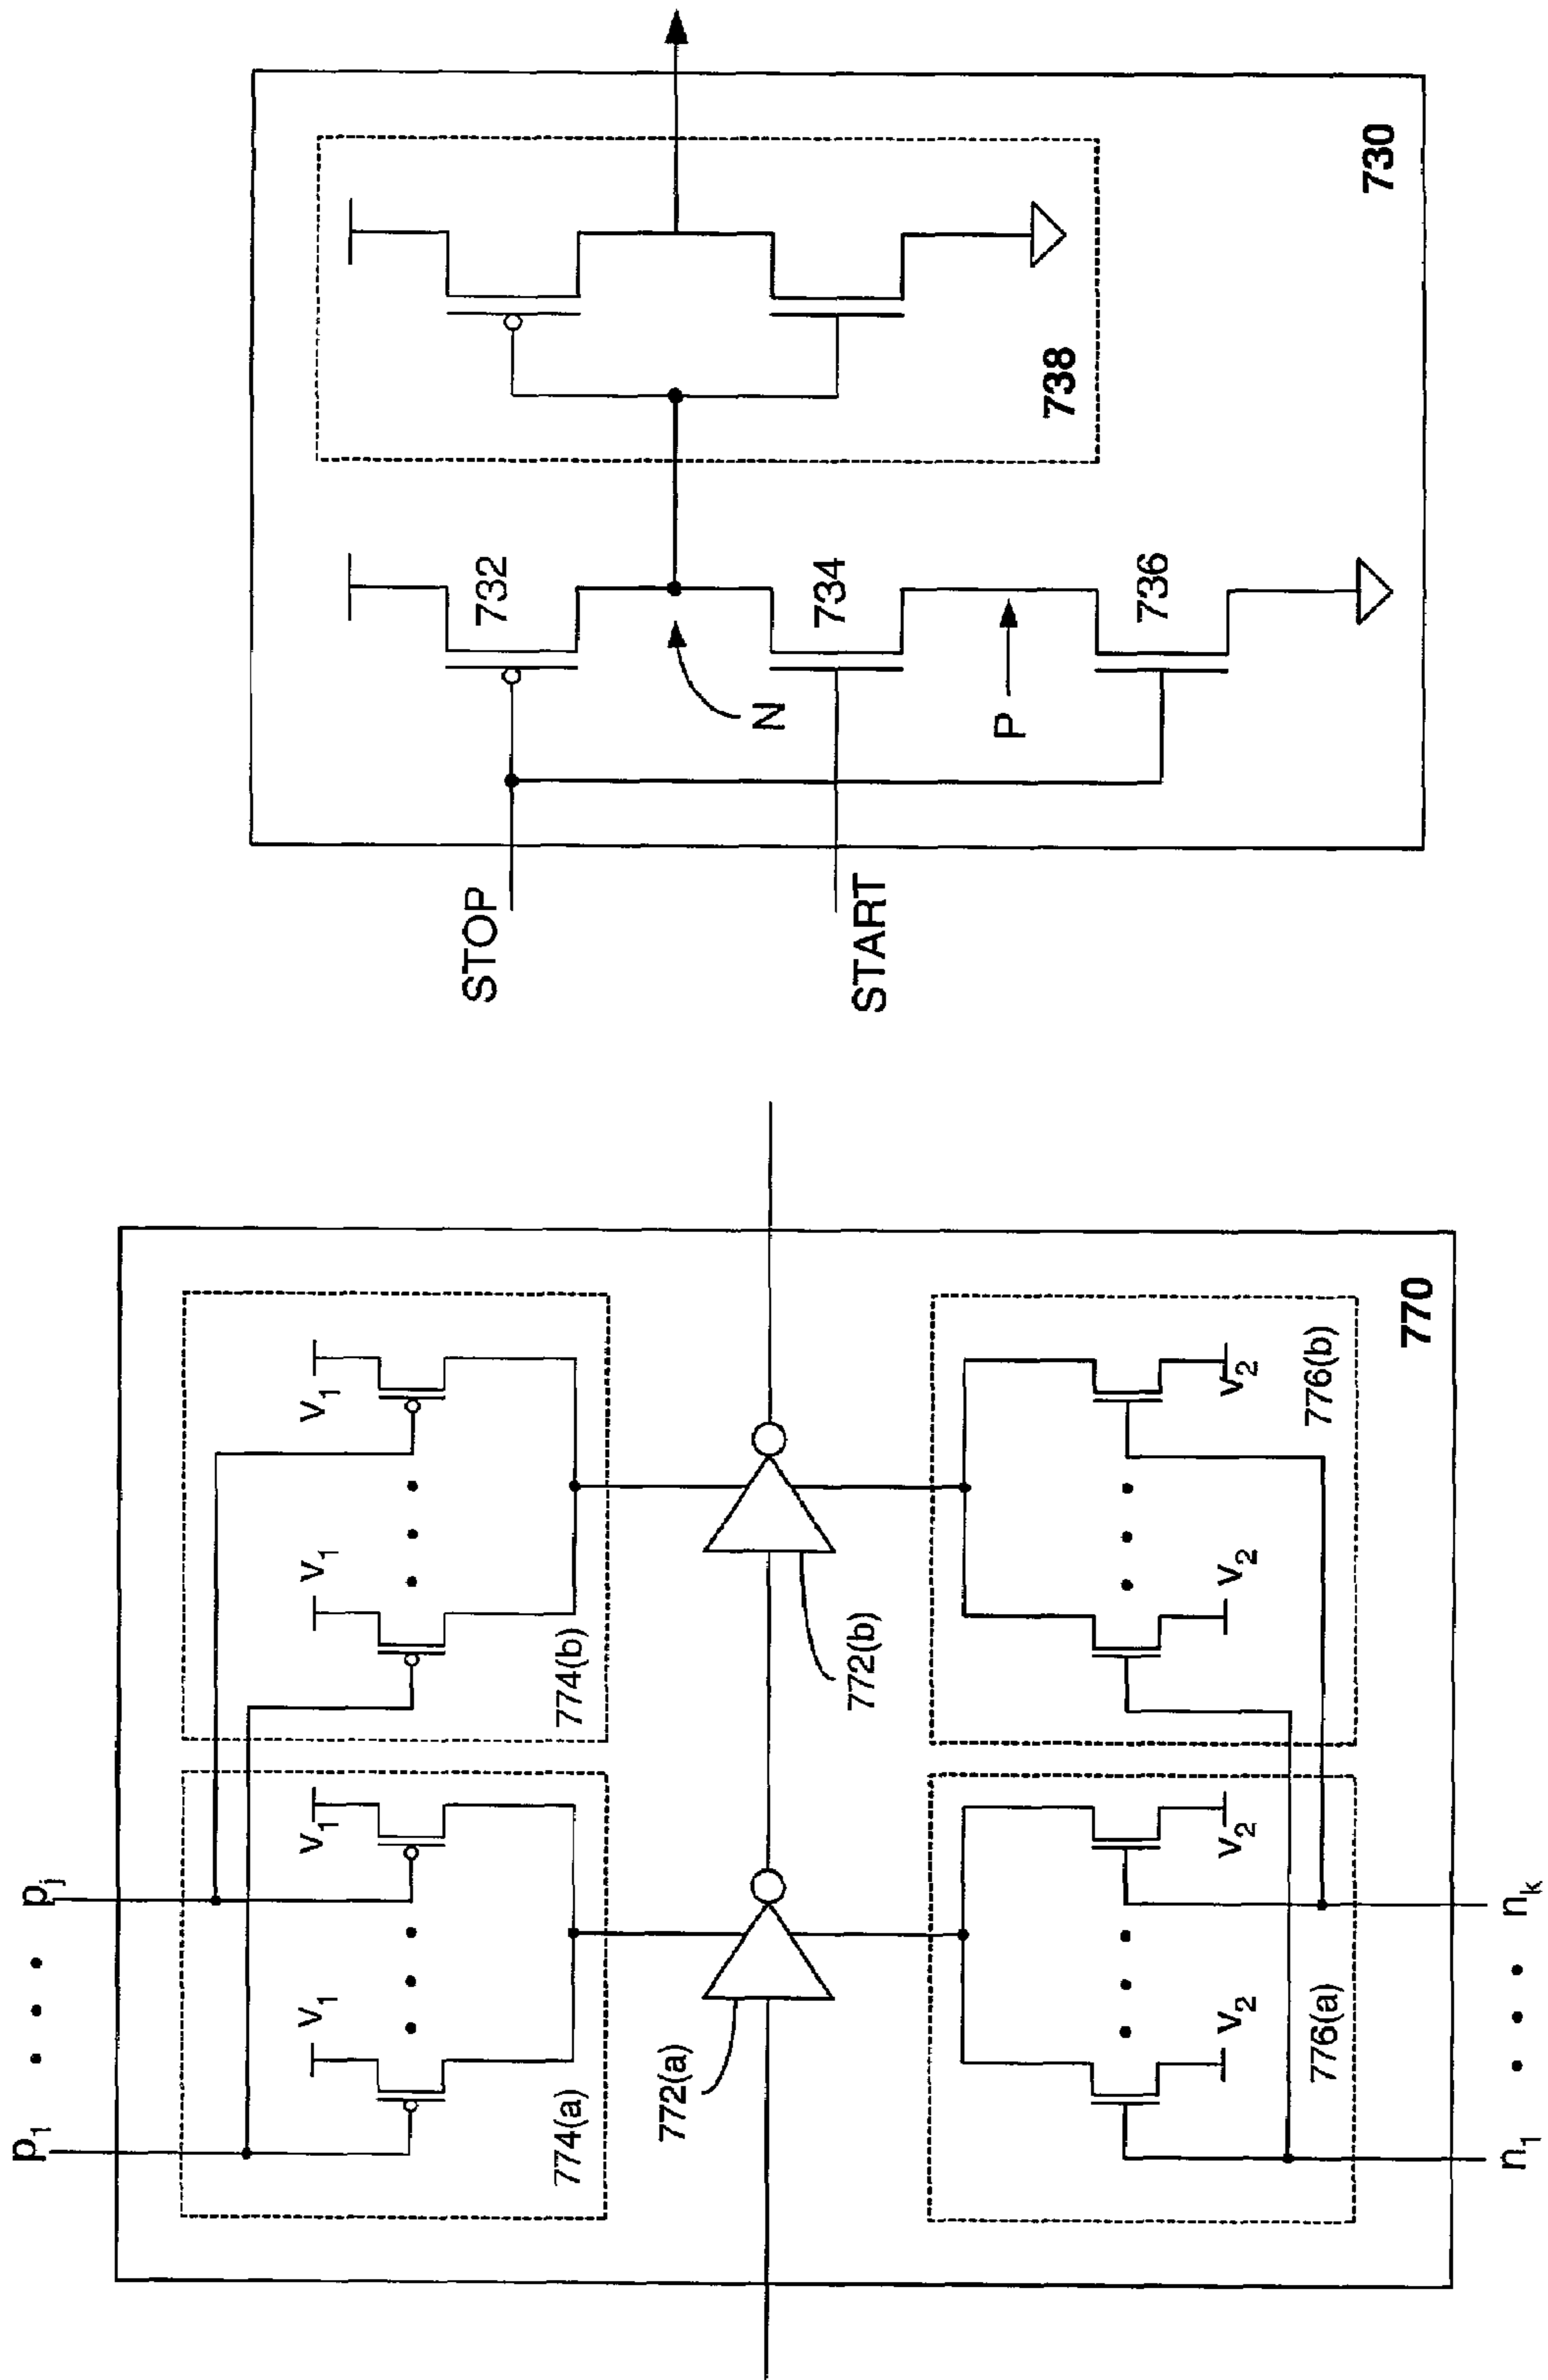 STOP
START
732
734
736
N
P
738
730
p1 • • • pj
V1
V1
V1
V1
774(a)
774(b)
772(a)
772(b)
V2
V2
V2
V2
776(a)
776(b)
770
n1 • • • nk